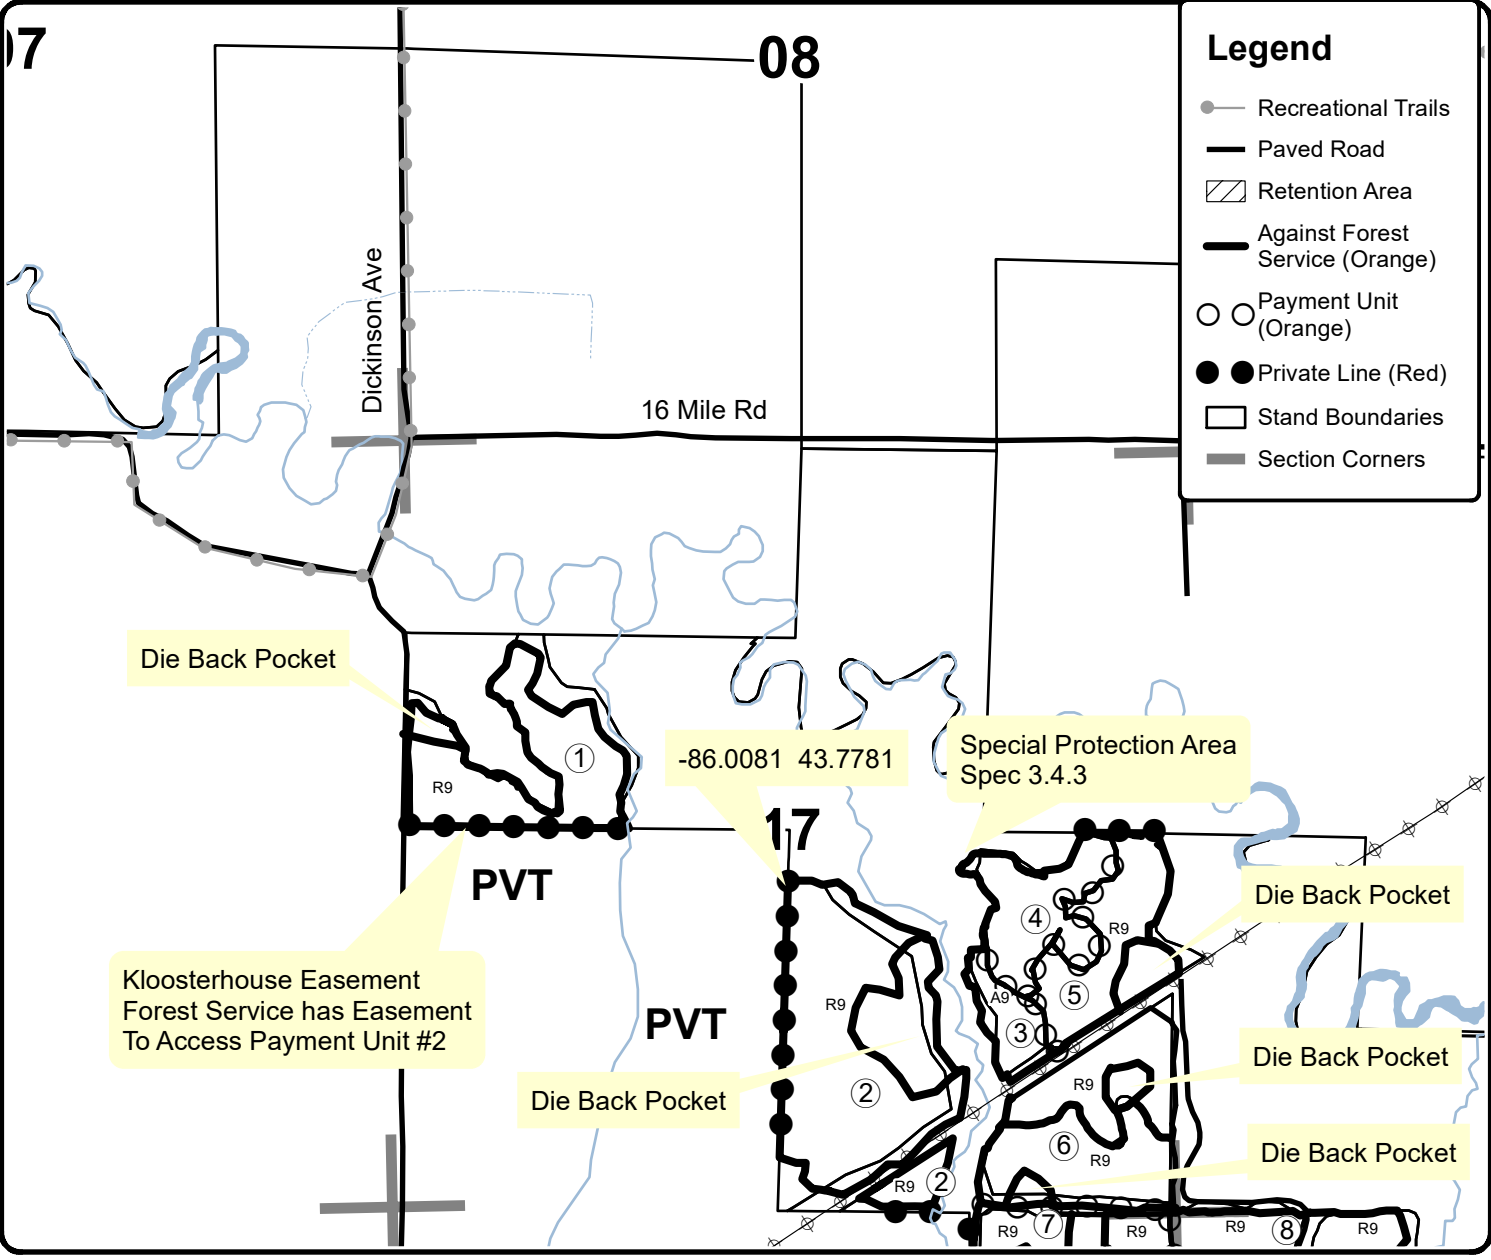 07
08
Legend
Recreational Trails
Paved Road
Retention Area
Against Forest
Service (Orange)
Payment Unit
(Orange)
Private Line (Red)
Stand Boundaries
Section Corners
Dickinson Ave
16 Mile Rd
Die Back Pocket
1
R9
-86.0081 43.7781
Special Protection Area
Spec 3.4.3
17
PVT
Die Back Pocket
4
R9
Kloosterhouse Easement
Forest Service has Easement
To Access Payment Unit #2
PVT
R9
A9
5
3
Die Back Pocket
Die Back Pocket
2
R9
6
R9
Die Back Pocket
R9
2
R9
7
R9
R9
8
R9